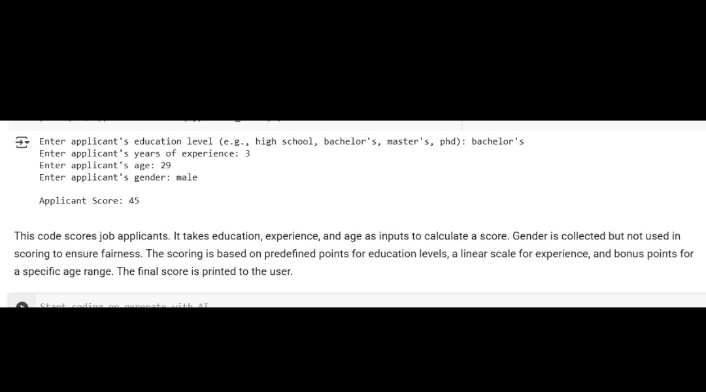 Enter applicant's education level (e.g., high school, bachelor's, master's, phd): bachelor's
Enter applicant's years of experience: 3
Enter applicant's age: 29
Enter applicant's gender: male
Applicant Score: 45
This code scores job applicants. It takes education, experience, and age as inputs to calculate a score. Gender is collected but not used in
scoring to ensure fairness. The scoring is based on predefined points for education levels, a linear scale for experience, and bonus points for
a specific age range. The final score is printed to the user.
Start coding or generate with AI